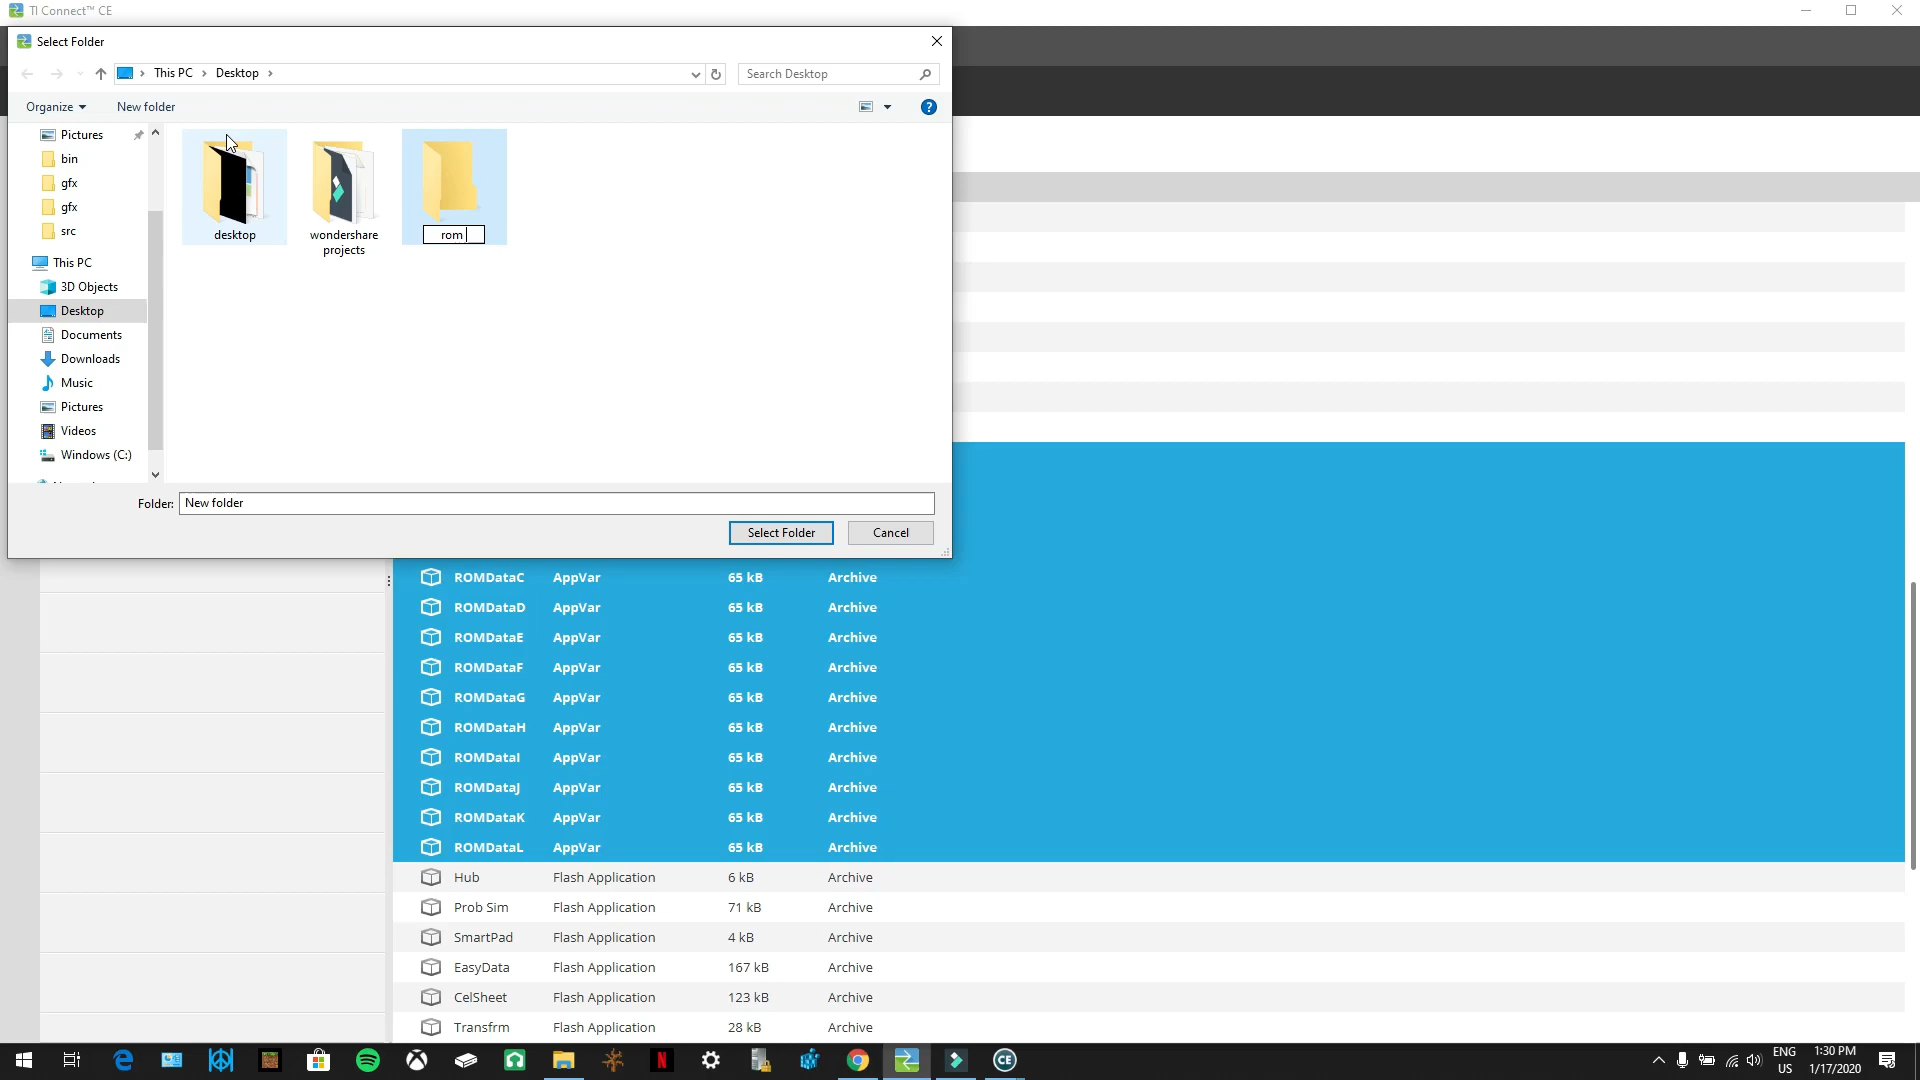 TI Connect™ CE
Select Folder
This PC
Desktop
Search Desktop
Organize
New folder
Pictures
bin
gfx
gfx
src
This PC
3D Objects
Desktop
Documents
Downloads
Music
Pictures
Videos
Windows (C:)
desktop
wondershare
projects
rom
Folder:
New folder
Select Folder
Cancel
ROMDataC AppVar 65 kB Archive
ROMDataD AppVar 65 kB Archive
ROMDataE AppVar 65 kB Archive
ROMDataF AppVar 65 kB Archive
ROMDataG AppVar 65 kB Archive
ROMDataH AppVar 65 kB Archive
ROMDataI AppVar 65 kB Archive
ROMDataJ AppVar 65 kB Archive
ROMDataK AppVar 65 kB Archive
ROMDataL AppVar 65 kB Archive
Hub Flash Application 6 kB Archive
Prob Sim Flash Application 71 kB Archive
SmartPad Flash Application 4 kB Archive
EasyData Flash Application 167 kB Archive
CelSheet Flash Application 123 kB Archive
Transfrm Flash Application 28 kB Archive
CE
ENG
US
1:30 PM
1/17/2020